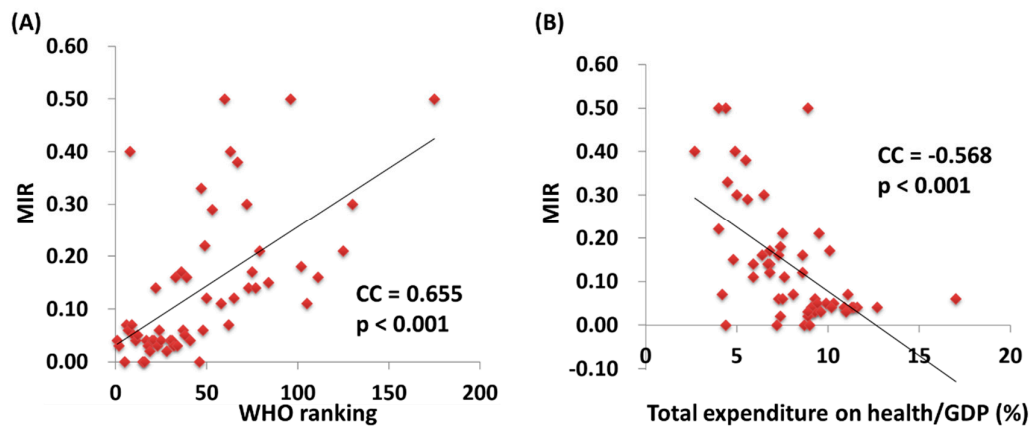 (A)
0.60
0.50
0.40
0.30
0.20
0.10
0.00
MIR
0 50 100 150 200
WHO ranking
CC = 0.655
p < 0.001
(B)
0.60
0.50
0.40
0.30
0.20
0.10
0.00
-0.10
MIR
0 5 10 15 20
Total expenditure on health/GDP (%)
CC = -0.568
p < 0.001